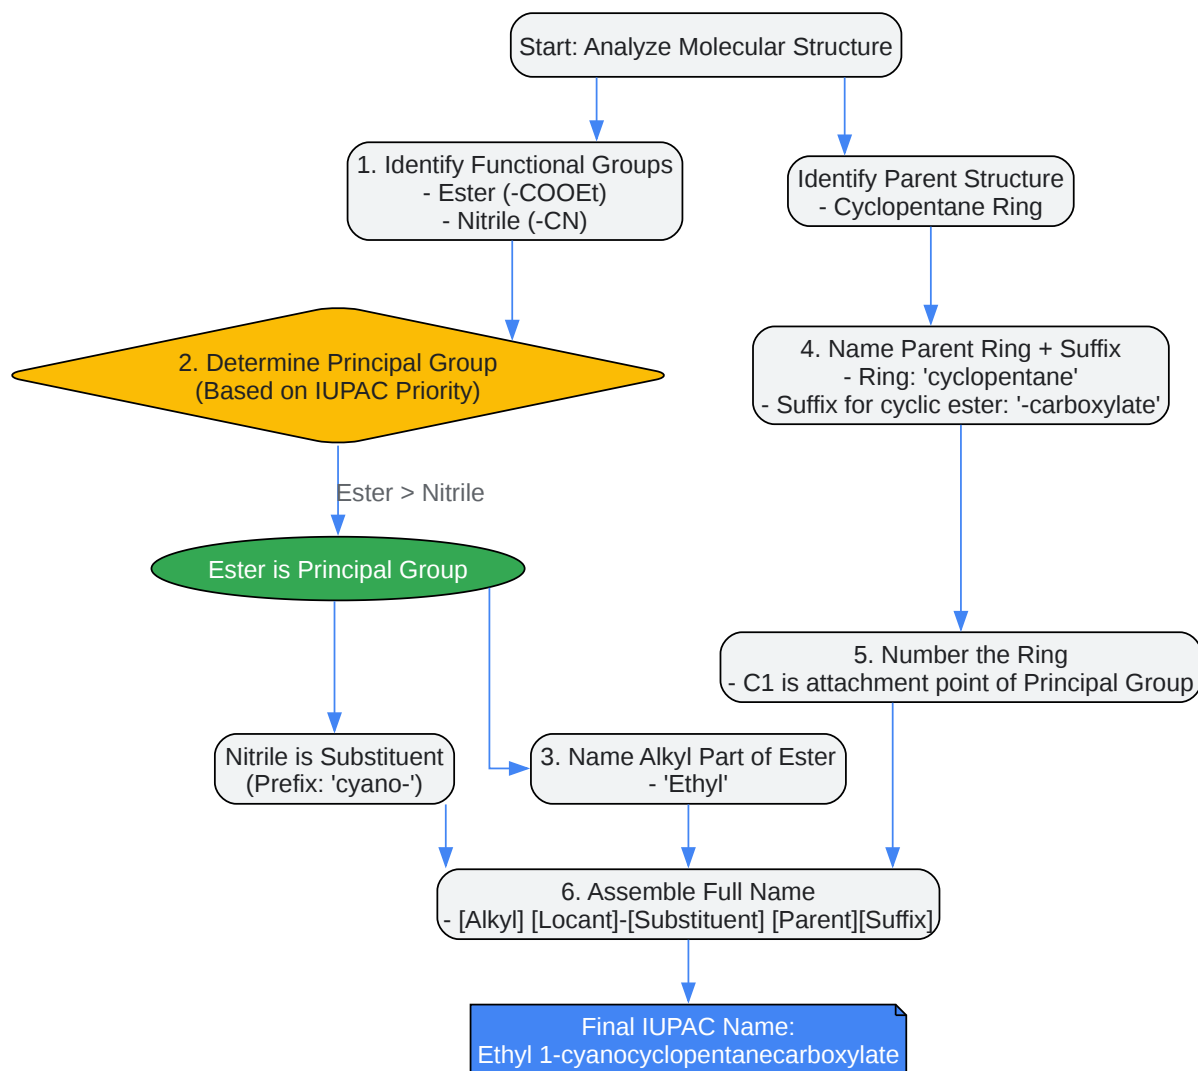 Start: Analyze Molecular Structure
1. Identify Functional Groups
- Ester (-COOEt)
- Nitrile (-CN)
Identify Parent Structure
- Cyclopentane Ring
2. Determine Principal Group
(Based on IUPAC Priority)
4. Name Parent Ring + Suffix
- Ring: 'cyclopentane'
- Suffix for cyclic ester: '-carboxylate'
Ester > Nitrile
Ester is Principal Group
5. Number the Ring
- C1 is attachment point of Principal Group
Nitrile is Substituent
(Prefix: 'cyano-')
3. Name Alkyl Part of Ester
- 'Ethyl'
6. Assemble Full Name
- [Alkyl] [Locant]-[Substituent] [Parent][Suffix]
Final IUPAC Name:
Ethyl 1-cyanocyclopentanecarboxylate